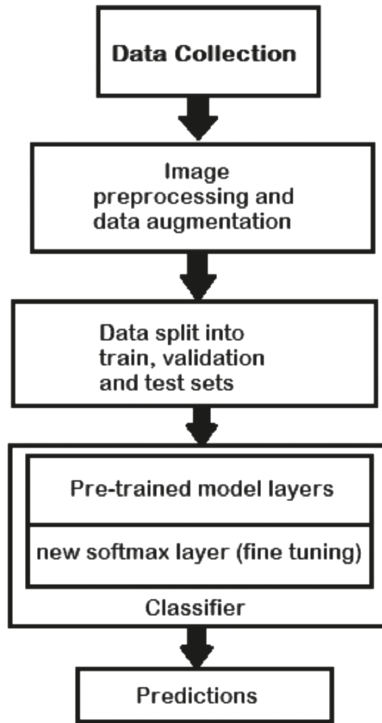 Data Collection
Image
preprocessing and
data augmentation
Data split into
train, validation
and test sets
Pre-trained model layers
new softmax layer (fine tuning)
Classifier
Predictions